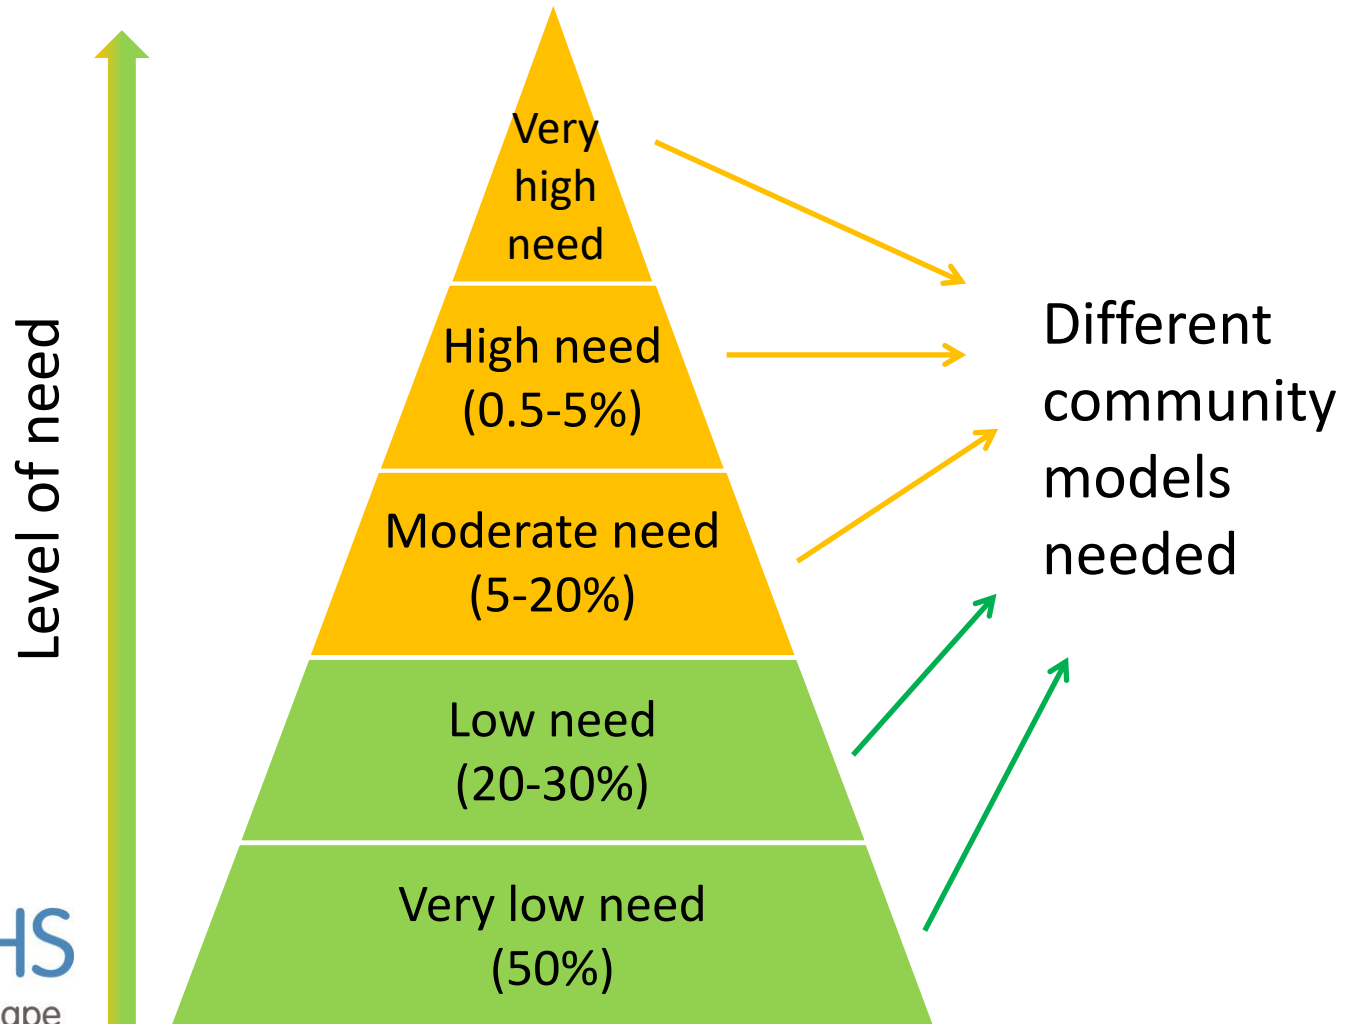 Level of need
Very
high
need
High need
(0.5-5%)
Moderate need
(5-20%)
Low need
(20-30%)
Very low need
(50%)
Different
community
models
needed
HS
ape